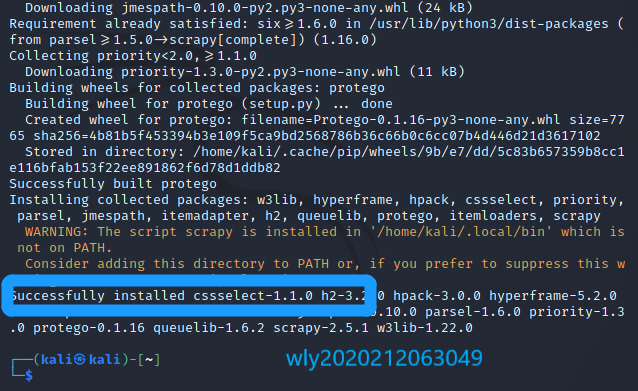 Downloading jmespath-0.10.0-py2.py3-none-any.whl (24 kB)
Requirement already satisfied: six≥1.6.0 in /usr/lib/python3/dist-packages (
from parsel≥1.5.0→scrapy[complete]) (1.16.0)
Collecting priority<2.0,≥1.1.0
Downloading priority-1.3.0-py2.py3-none-any.whl (11 kB)
Building wheels for collected packages: protego
Building wheel for protego (setup.py) ... done
Created wheel for protego: filename=Protego-0.1.16-py3-none-any.whl size=77
65 sha256=4b81b5f453394b3e109f5ca9bd2568786b36c66b0c6cc07b4d446d21d3617102
Stored in directory: /home/kali/.cache/pip/wheels/9b/e7/dd/5c83b657359b8cc1
e116bfab153f22ee891862f6d78d1ddb82
Successfully built protego
Installing collected packages: w3lib, hyperframe, hpack, cssselect, priority,
parsel, jmespath, itemadapter, h2, queuelib, protego, itemloaders, scrapy
WARNING: The script scrapy is installed in '/home/kali/.local/bin' which is
not on PATH.
Consider adding this directory to PATH or, if you prefer to suppress this w
Successfully installed cssselect-1.1.0 h2-3.2.0 hpack-3.0.0 hyperframe-5.2.0
.10.0 parsel-1.6.0 priority-1.3
.0 protego-0.1.16 queuelib-1.6.2 scrapy-2.5.1 w3lib-1.22.0
┌──(kali㉿kali)-[~]
└─$
wly2020212063049